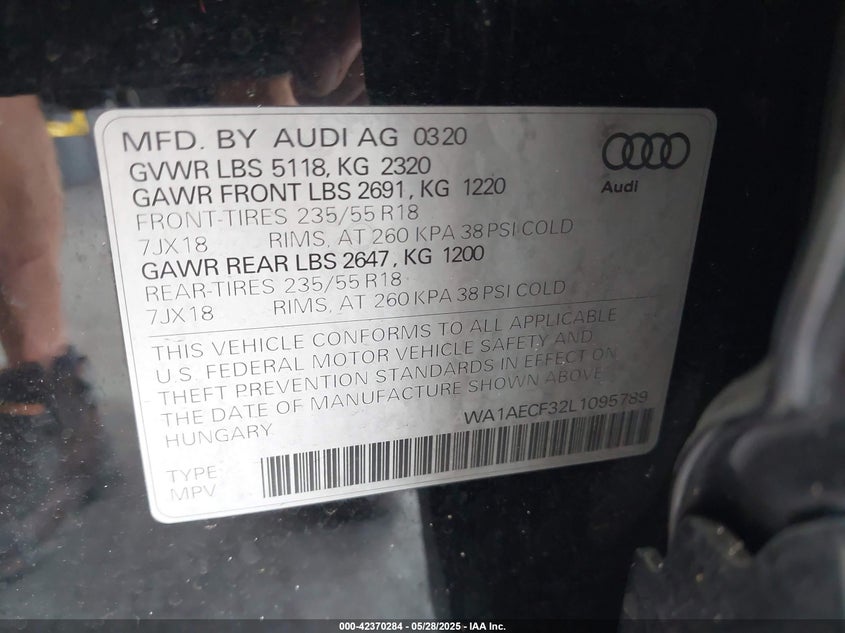 MFD. BY AUDI AG 0320
GVWR LBS 5118, KG 2320
GAWR FRONT LBS 2691, KG 1220
FRONT-TIRES 235/55 R18
7JX18 RIMS, AT 260 KPA 38 PSI COLD
GAWR REAR LBS 2647, KG 1200
REAR-TIRES 235/55 R18
7JX18 RIMS, AT 260 KPA 38 PSI COLD
Audi
THIS VEHICLE CONFORMS TO ALL APPLICABLE
U.S. FEDERAL MOTOR VEHICLE SAFETY AND
THEFT PREVENTION STANDARDS IN EFFECT ON
THE DATE OF MANUFACTURE SHOWN ABOVE
HUNGARY WA1AECF32L1095789
TYPE
MPV
000-42370284 - 05/28/2025 - IAA Inc.